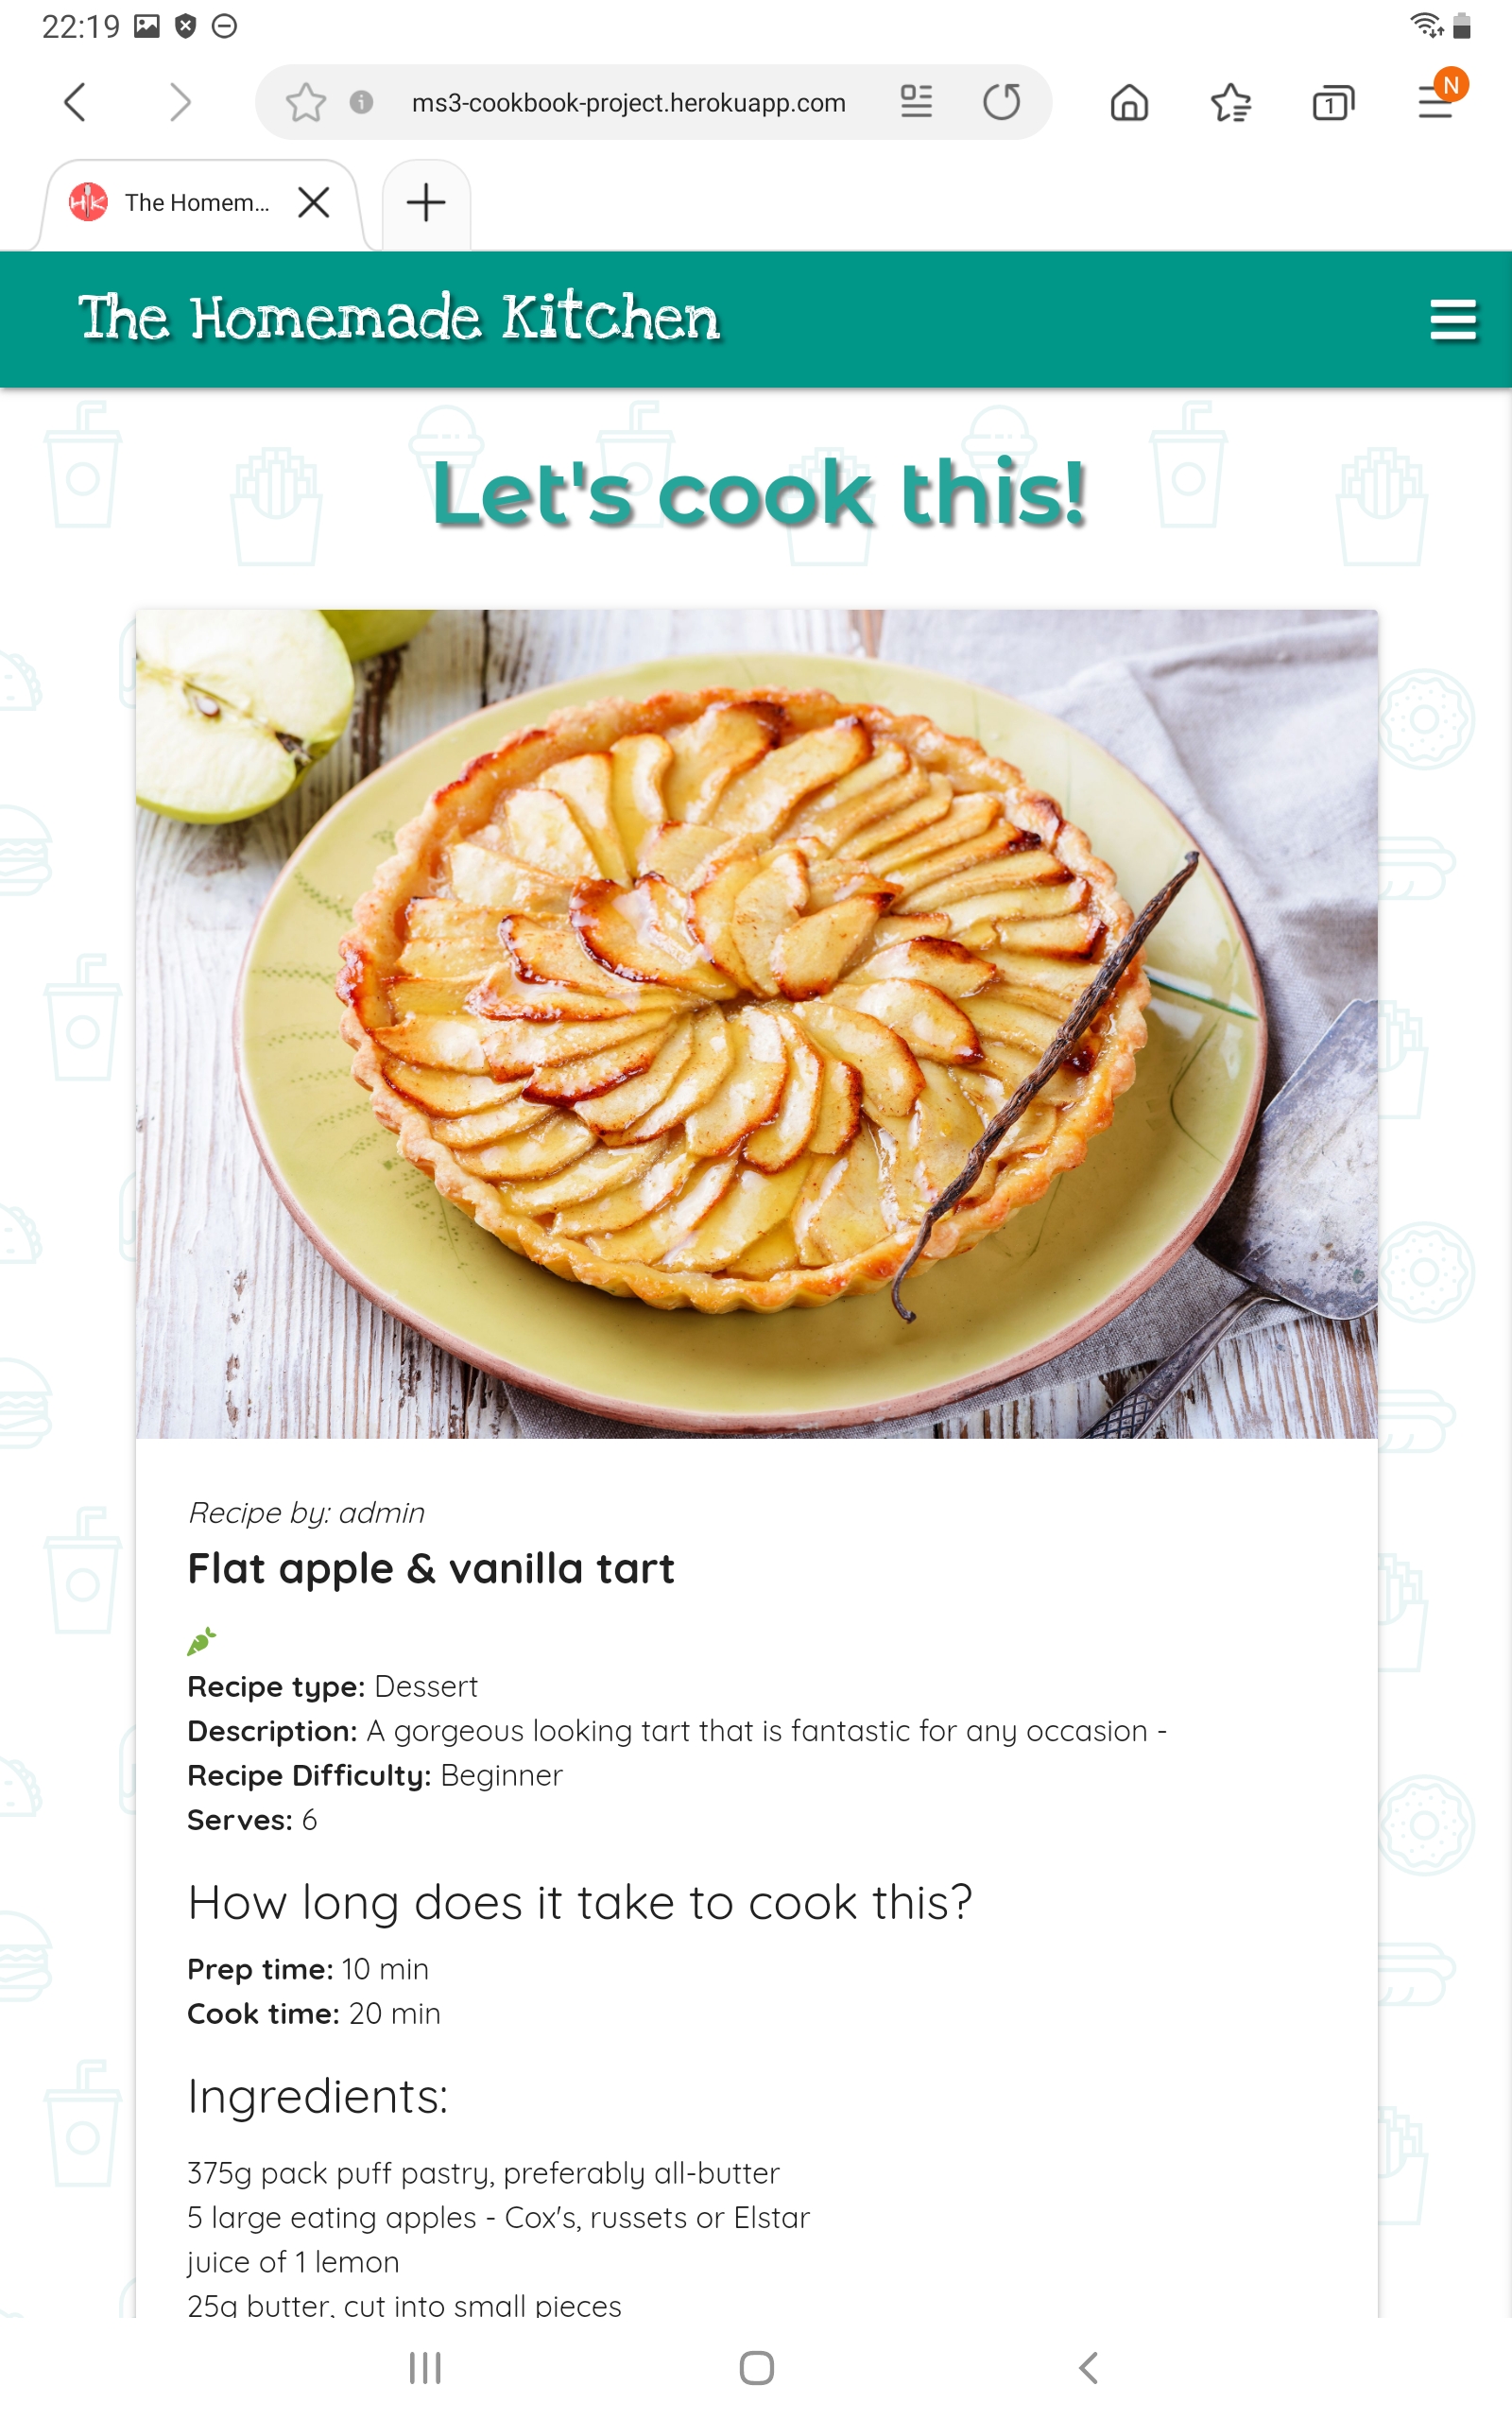 22:19
ms3-cookbook-project.herokuapp.com
1
N
HK
The Homem...
The Homemade Kitchen
Let's cook this!
Recipe by: admin
Flat apple & vanilla tart
Recipe type: Dessert
Description: A gorgeous looking tart that is fantastic for any occasion -
Recipe Difficulty: Beginner
Serves: 6
How long does it take to cook this?
Prep time: 10 min
Cook time: 20 min
Ingredients:
375g pack puff pastry, preferably all-butter
5 large eating apples - Cox's, russets or Elstar
juice of 1 lemon
25g butter, cut into small pieces